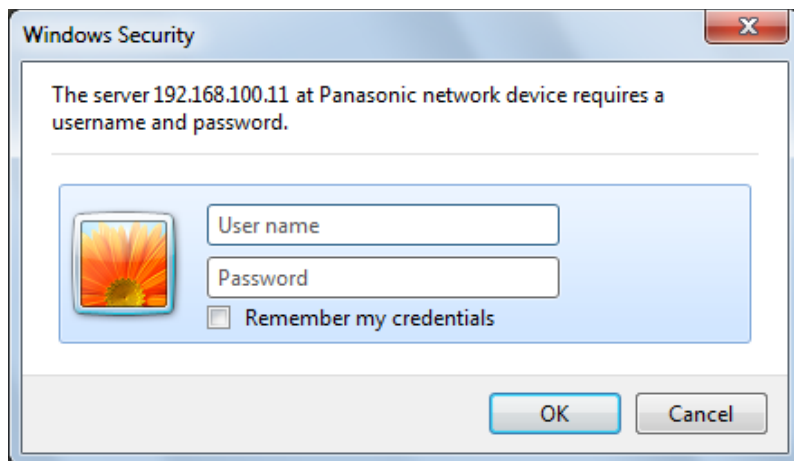 Windows Security
The server 192.168.100.11 at Panasonic network device requires a
username and password.
User name
Password
Remember my credentials
OK
Cancel